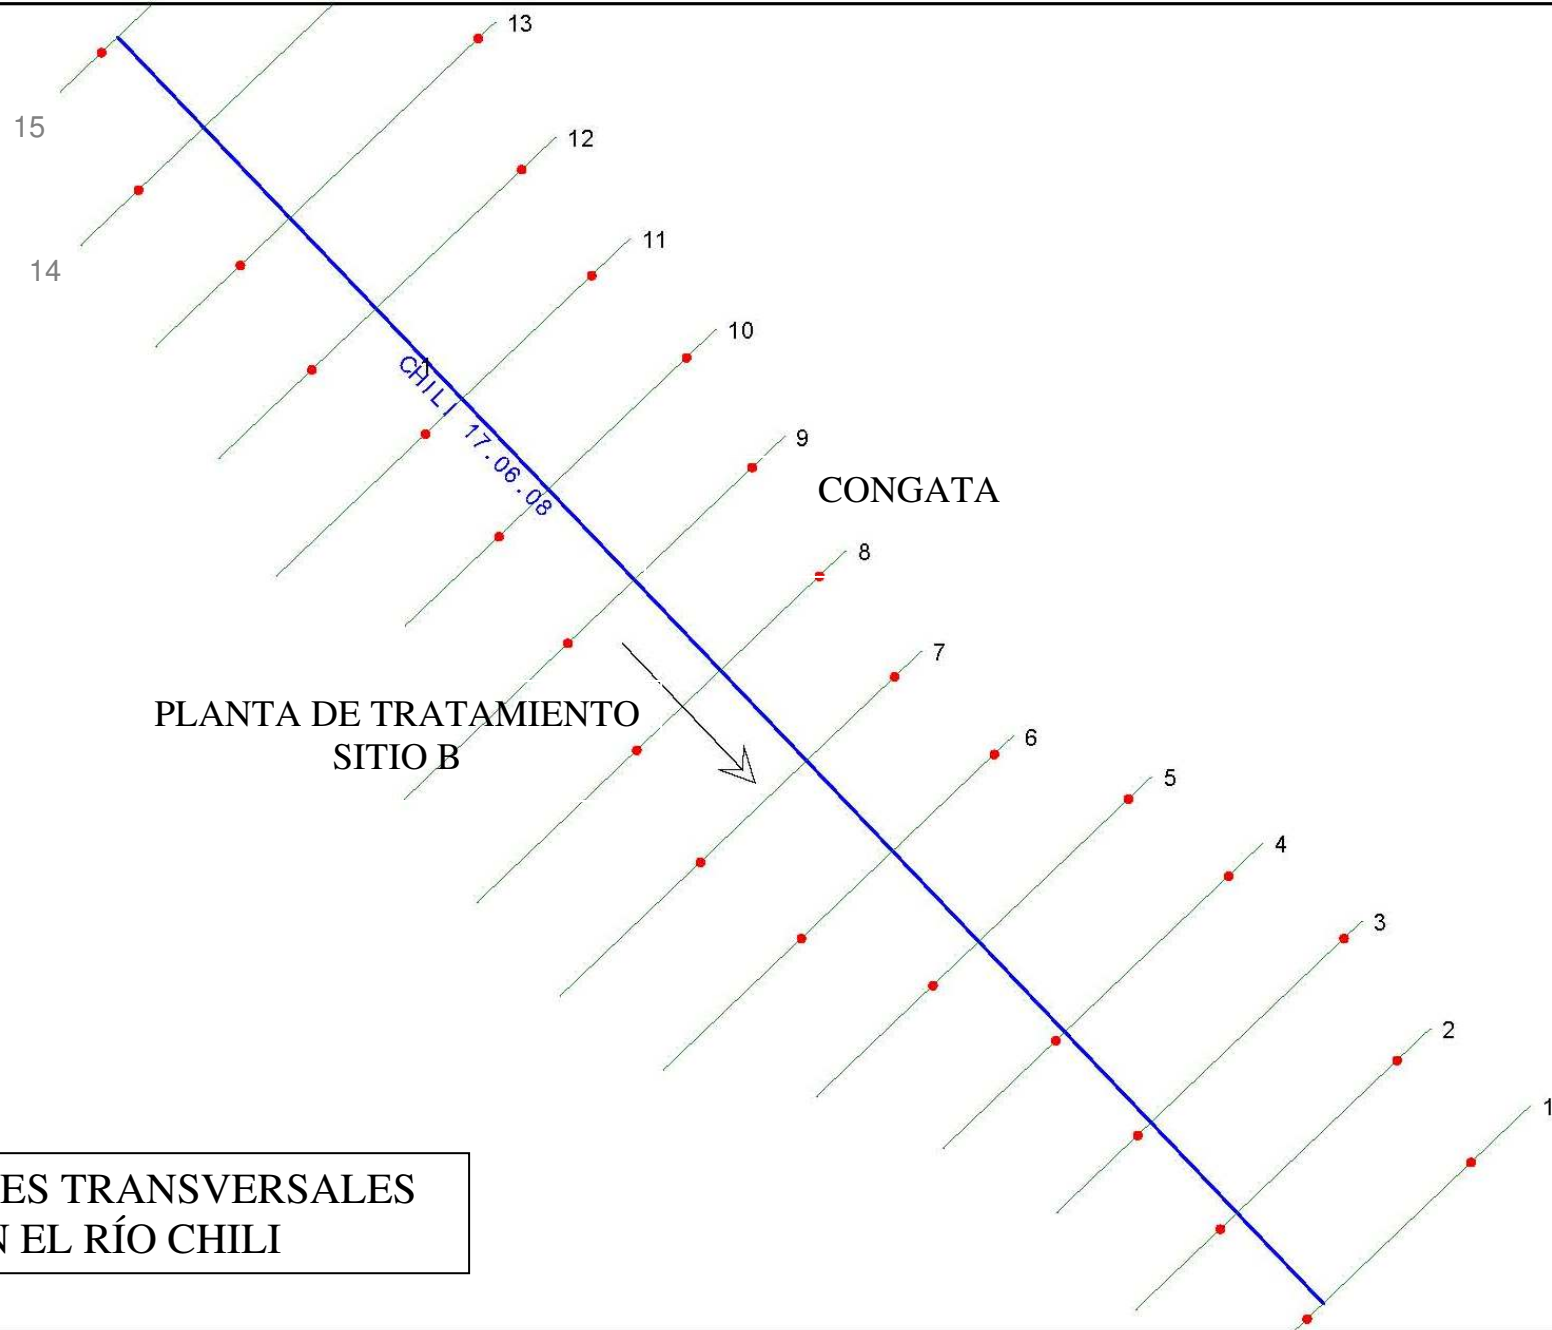 13
15
12
11
14
10
CHILI 17.06.08
9
CONGATA
8
7
PLANTA DE TRATAMIENTO
SITIO B
6
5
4
3
2
1
ES TRANSVERSALES
EL RÍO CHILI